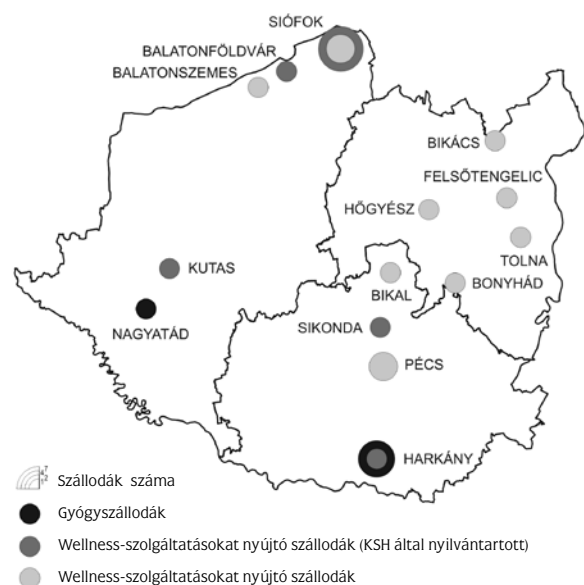 SIÓFOK
BALATONFÖLDVÁR
BALATONSZEMES
BIKÁCS
FELSŐTENGELIC
HŐGYÉSZ
TOLNA
KUTAS
BIKAL
BONYHÁD
NAGYATÁD
SIKONDA
PÉCS
HARKÁNY
Szállodák száma
Gyógyszállodák
Wellness-szolgáltatásokat nyújtó szállodák (KSH által nyilvántartott)
Wellness-szolgáltatásokat nyújtó szállodák